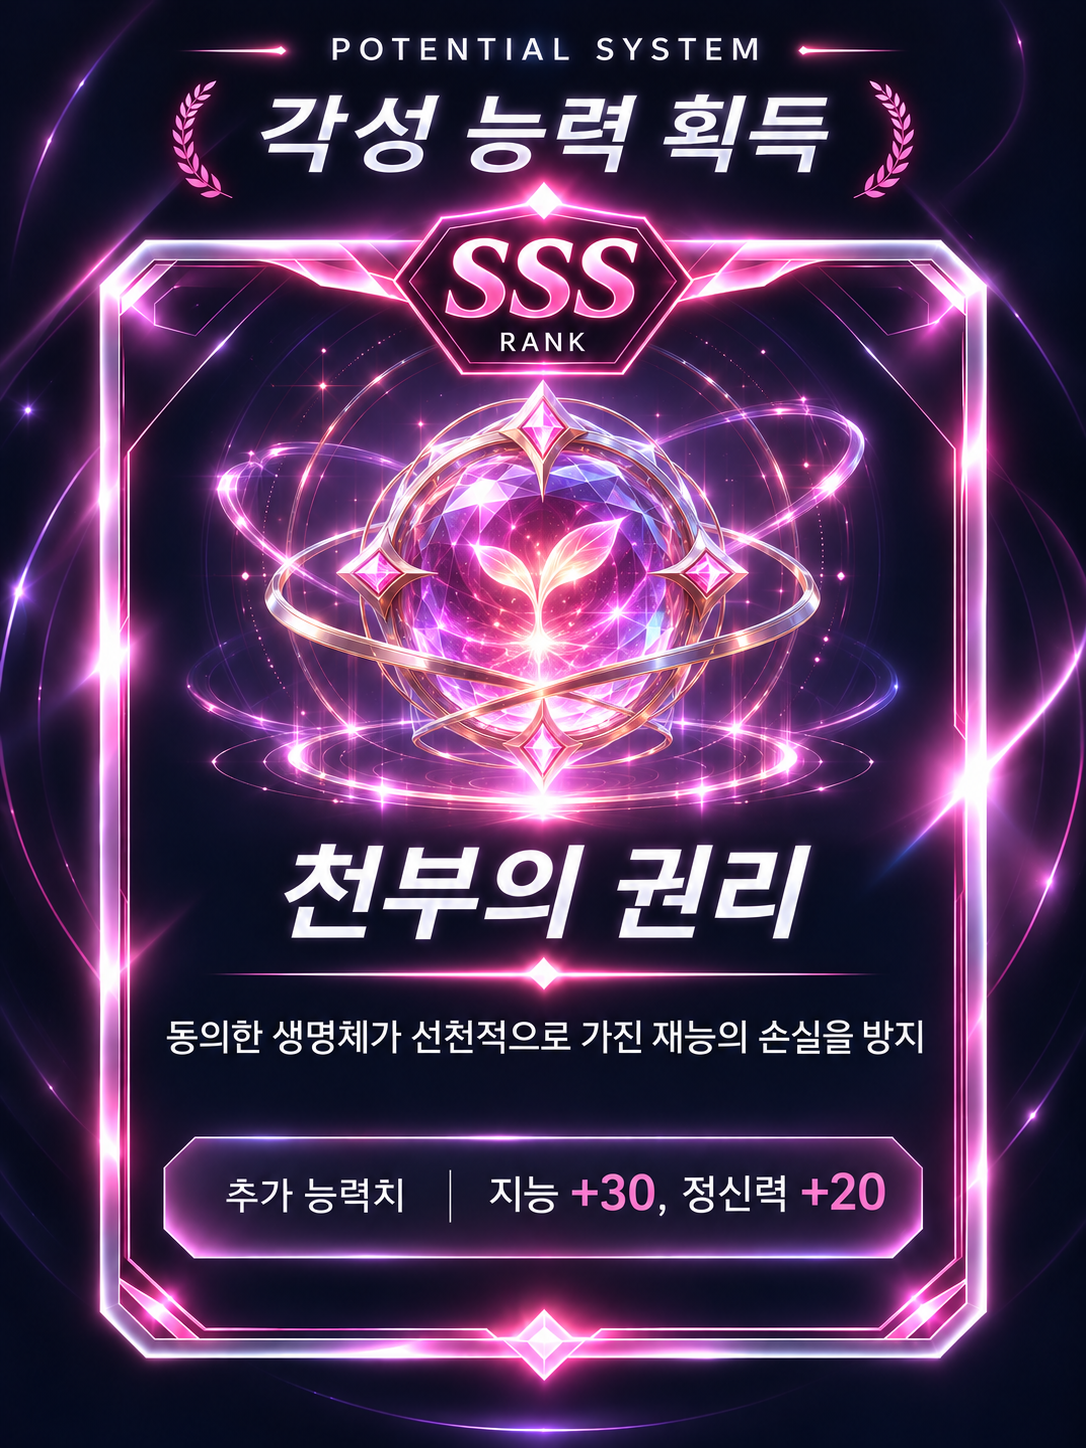 POTENTIAL SYSTEM
각성 능력 획득
SSS
RANK
천부의 권리
동의한 생명체가 선천적으로 가진 재능의 손실을 방지
추가 능력치 지능 +30, 정신력 +20